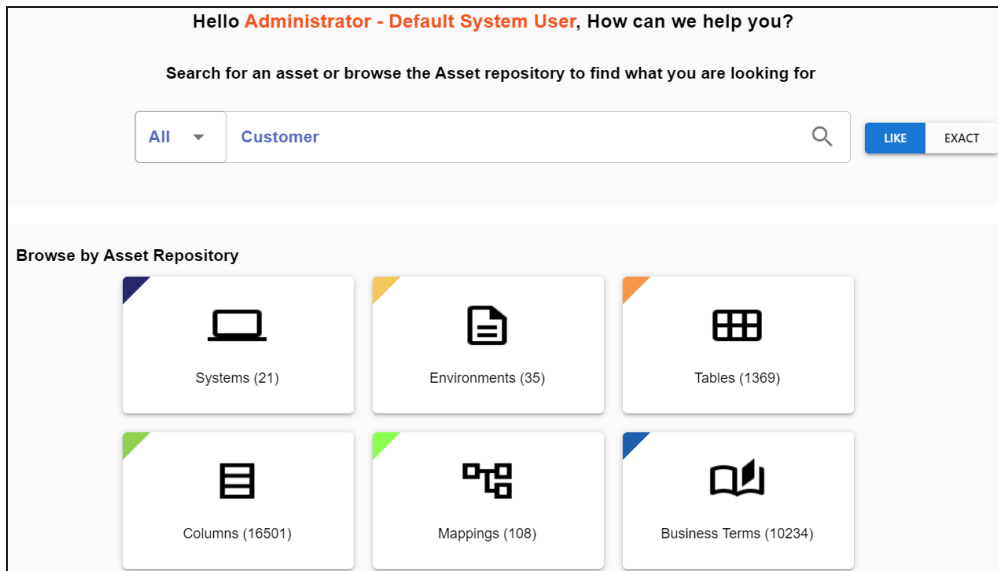 Hello Administrator - Default System User, How can we help you?
Search for an asset or browse the Asset repository to find what you are looking for
All Customer LIKE EXACT
Browse by Asset Repository
Systems (21) Environments (35) Tables (1369)
Columns (16501) Mappings (108) Business Terms (10234)